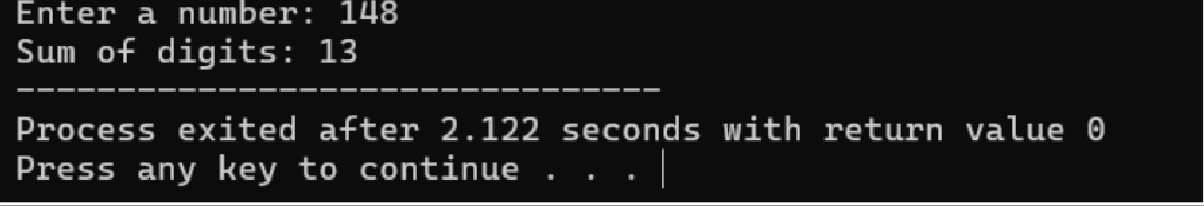 Enter a number: 148
Sum of digits: 13
--------------------------------
Process exited after 2.122 seconds with return value 0
Press any key to continue . . .